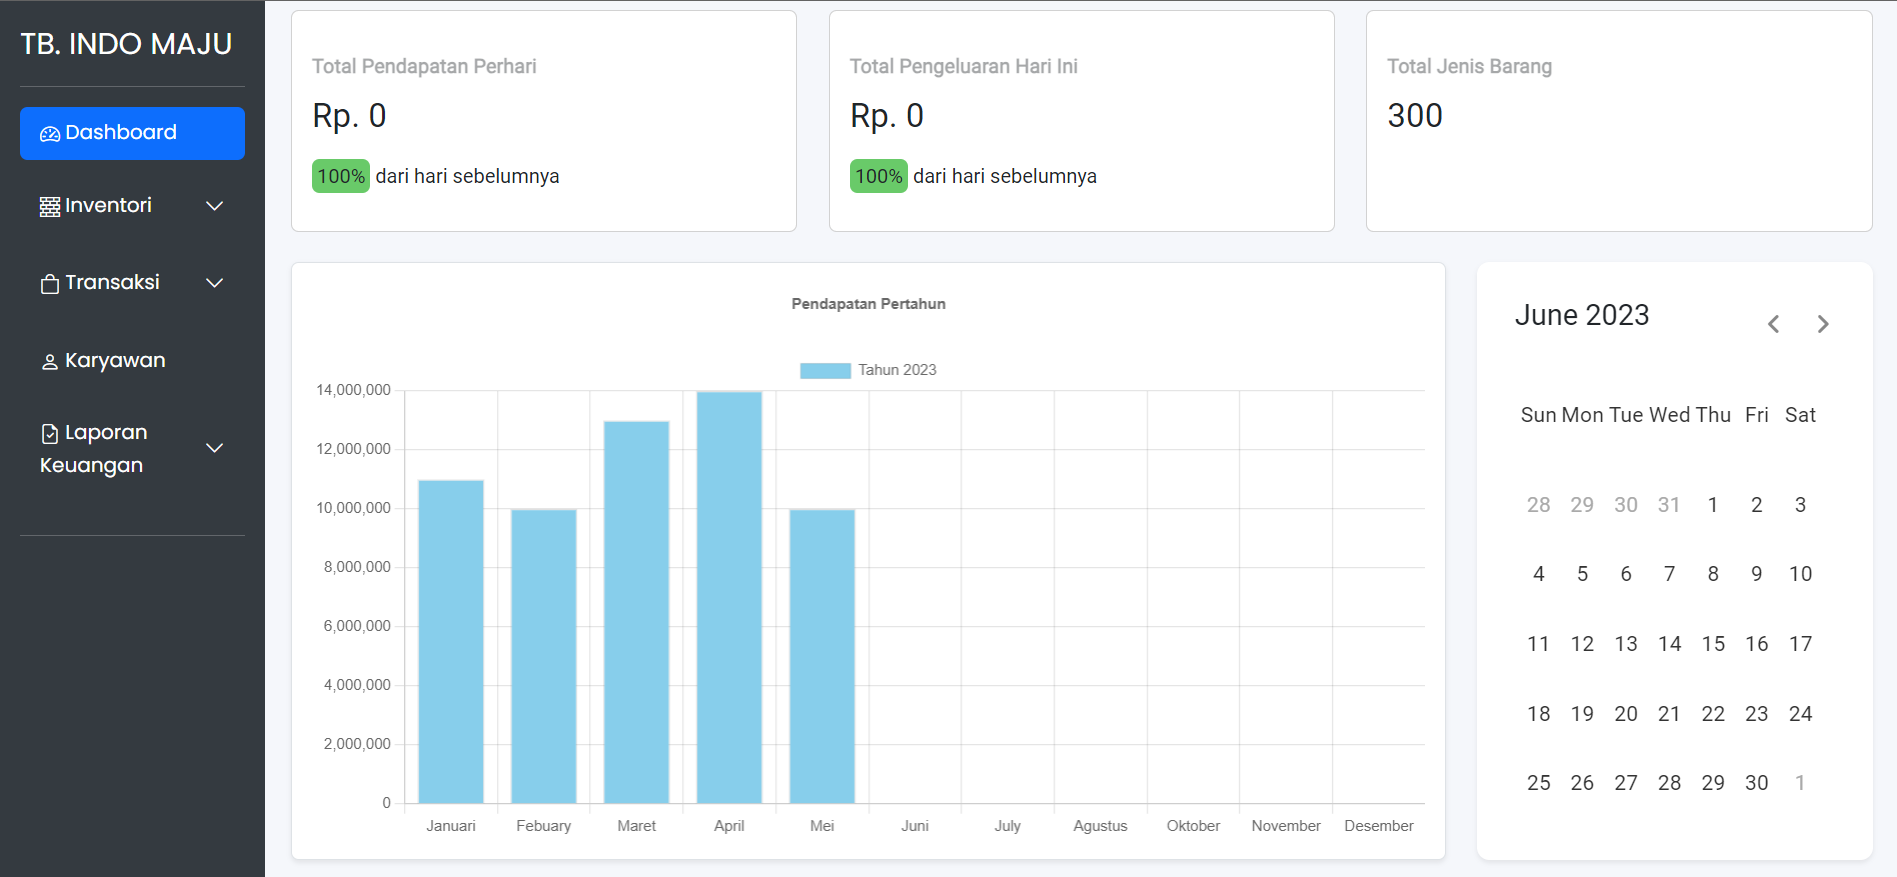 TB. INDO MAJU
Dashboard
Inventori
Transaksi
Karyawan
Laporan
Keuangan
Total Pendapatan Perhari
Rp. 0
100% dari hari sebelumnya
Total Pengeluaran Hari Ini
Rp. 0
100% dari hari sebelumnya
Total Jenis Barang
300
Pendapatan Pertahun
Tahun 2023
14,000,000
12,000,000
10,000,000
8,000,000
6,000,000
4,000,000
2,000,000
0
Januari Febuary Maret April Mei Juni July Agustus Oktober November Desember
June 2023
Sun Mon Tue Wed Thu Fri Sat
28 29 30 31 1 2 3
4 5 6 7 8 9 10
11 12 13 14 15 16 17
18 19 20 21 22 23 24
25 26 27 28 29 30 1